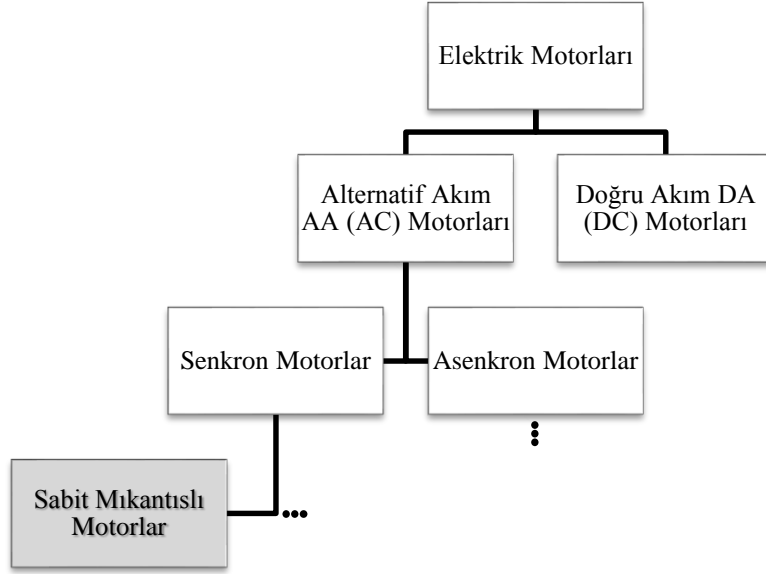 Elektrik Motorları
Alternatif Akım
AA (AC) Motorları
Doğru Akım DA
(DC) Motorları
Senkron Motorlar
Asenkron Motorlar
Sabit Mıkantıslı
Motorlar